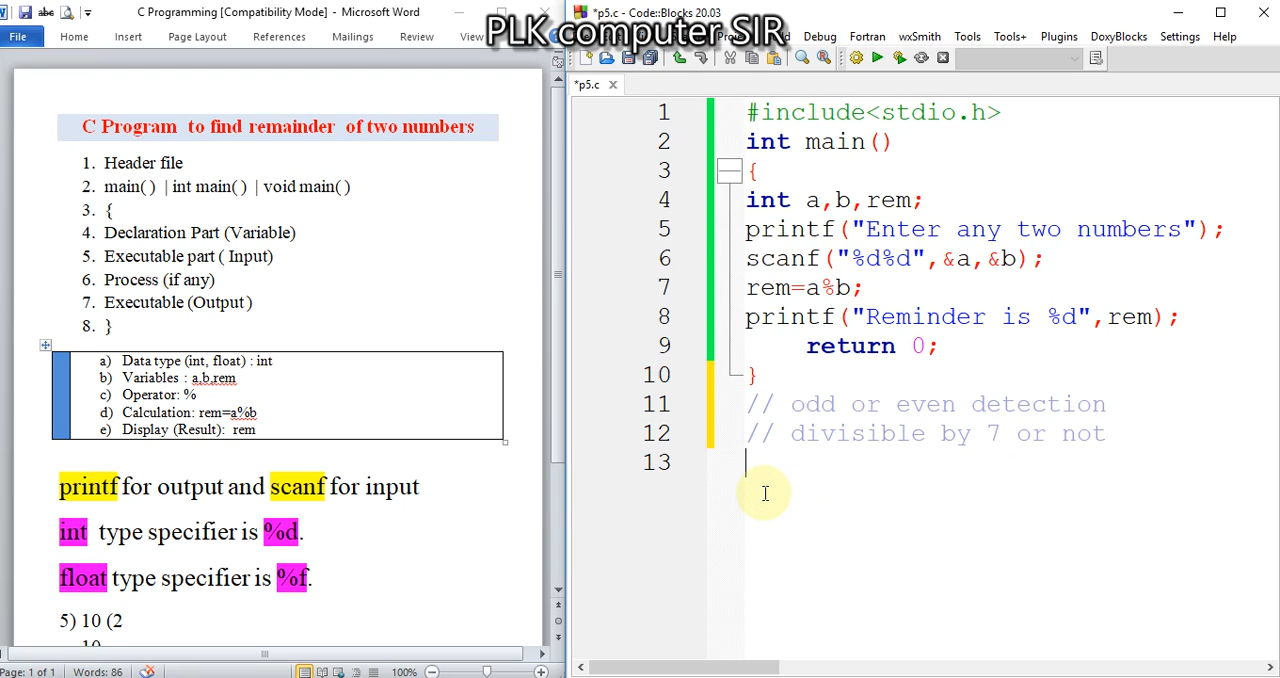 C Programming [Compatibility Mode] - Microsoft Word
File Home Insert Page Layout References Mailings Review View
C Program to find remainder of two numbers
1. Header file
2. main( ) | int main( ) | void main( )
3. {
4. Declaration Part (Variable)
5. Executable part ( Input)
6. Process (if any)
7. Executable (Output )
8. }
a) Data type (int, float) : int
b) Variables : a,b,rem
c) Operator: %
d) Calculation: rem=a%b
e) Display (Result): rem
printf for output and scanf for input
int type specifier is %d.
float type specifier is %f.
5) 10 (2
10
Page: 1 of 1 Words: 86 100%
PLK computer SIR
*p5.c - Code::Blocks 20.03
Debug Fortran wxSmith Tools Tools+ Plugins DoxyBlocks Settings Help
*p5.c
1 #include<stdio.h>
2 int main()
3 {
4 int a,b,rem;
5 printf("Enter any two numbers");
6 scanf("%d%d",&a,&b);
7 rem=a%b;
8 printf("Reminder is %d",rem);
9 return 0;
10 }
11 // odd or even detection
12 // divisible by 7 or not
13